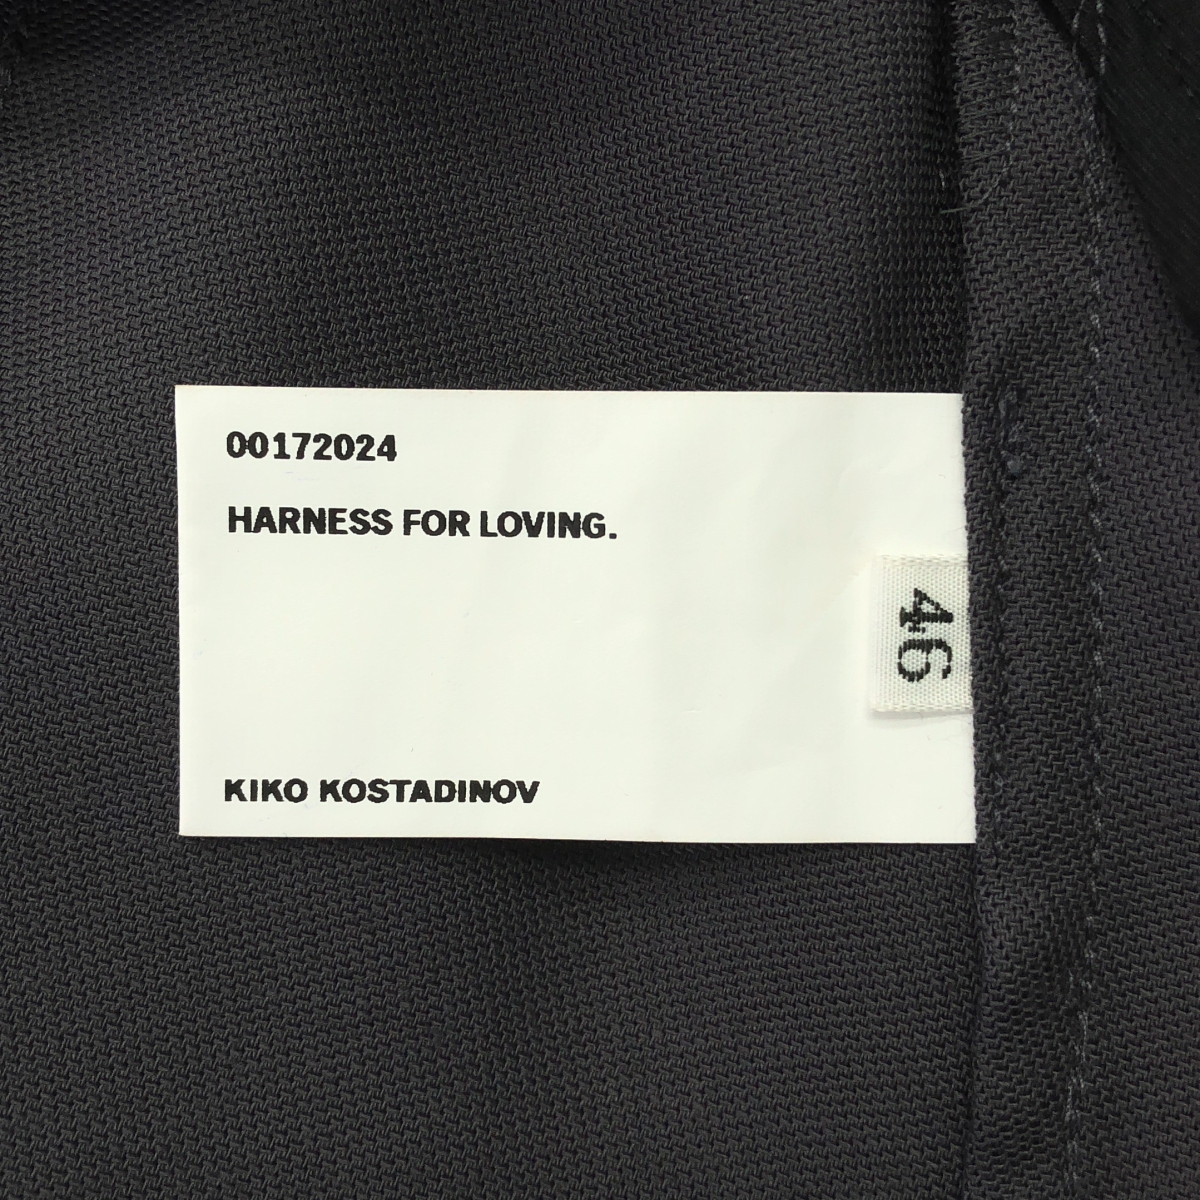 00172024
HARNESS FOR LOVING.
46
KIKO KOSTADINOV